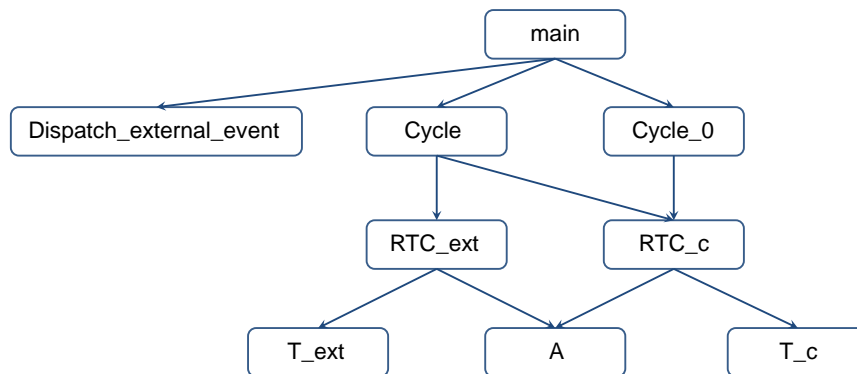 main
Dispatch_external_event
Cycle
Cycle_0
RTC_ext
RTC_c
T_ext
A
T_c